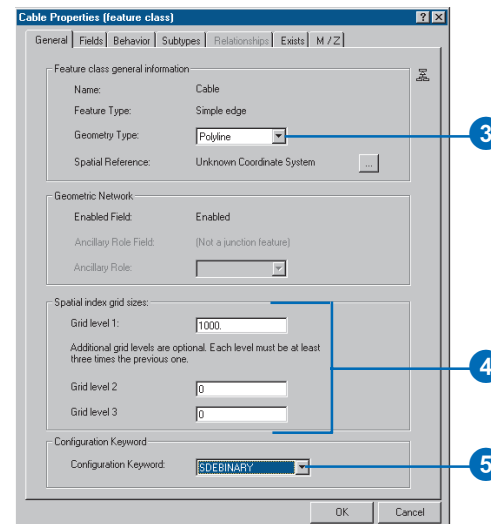 Cable Properties (feature class)
General Fields Behavior Subtypes Relationships Exists M / Z
Feature class general information
Name: Cable
Feature Type: Simple edge
Geometry Type: Polyline
3
Spatial Reference: Unknown Coordinate System ...
Geometric Network
Enabled Field: Enabled
Ancillary Role Field: (Not a junction feature)
Ancillary Role:
Spatial index grid sizes:
Grid level 1: 1000.
Additional grid levels are optional. Each level must be at least
three times the previous one.
4
Grid level 2 0
Grid level 3 0
Configuration Keyword
Configuration Keyword: SDEBINARY
5
OK Cancel